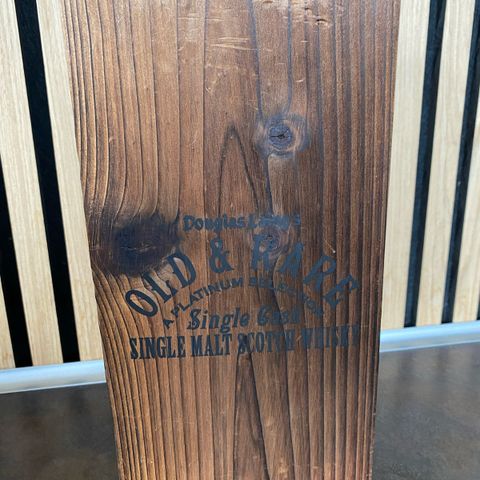 Douglas Laing's
OLD & RARE
A PLATINUM SELECTION
Single Cask
SINGLE MALT SCOTCH WHISKY